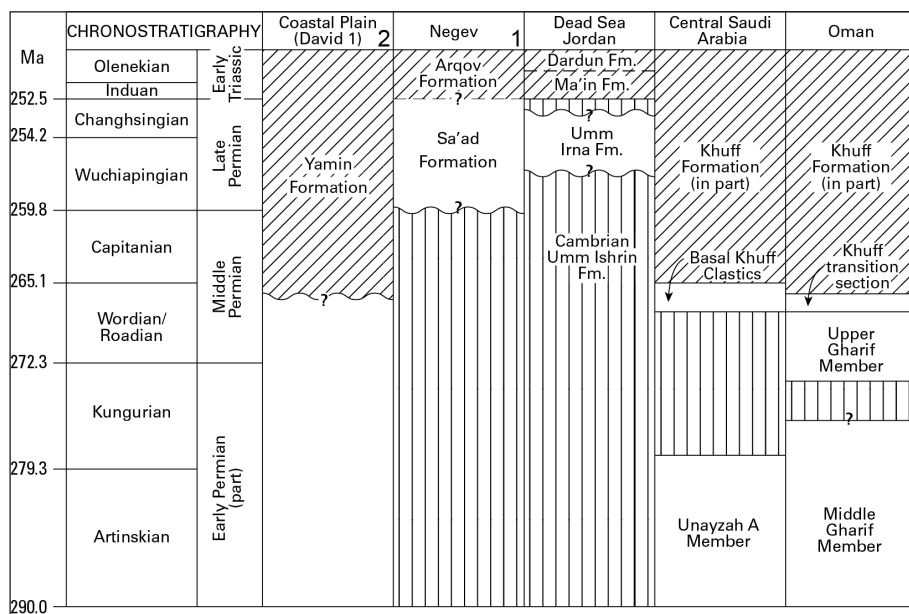 CHRONOSTRATIGRAPHY
Coastal Plain
(David 1) 2
Negev 1
Dead Sea
Jordan
Central Saudi
Arabia
Oman
Ma
252.5
254.2
259.8
265.1
272.3
279.3
290.0
Olenekian
Induan
Changhsingian
Wuchiapingian
Capitanian
Wordian/
Roadian
Kungurian
Artinskian
Early
Triassic
Late
Permian
Middle
Permian
Early Permian
(part)
Yamin
Formation
?
Arqov
Formation
?
Sa'ad
Formation
?
Dardun Fm.
Ma'in Fm.
?
Umm
Irna Fm.
?
Cambrian
Umm Ishrin
Fm.
Khuff
Formation
(in part)
Basal Khuff
Clastics
Unayzah A
Member
Khuff
Formation
(in part)
Khuff
transition
section
Upper
Gharif
Member
?
Middle
Gharif
Member